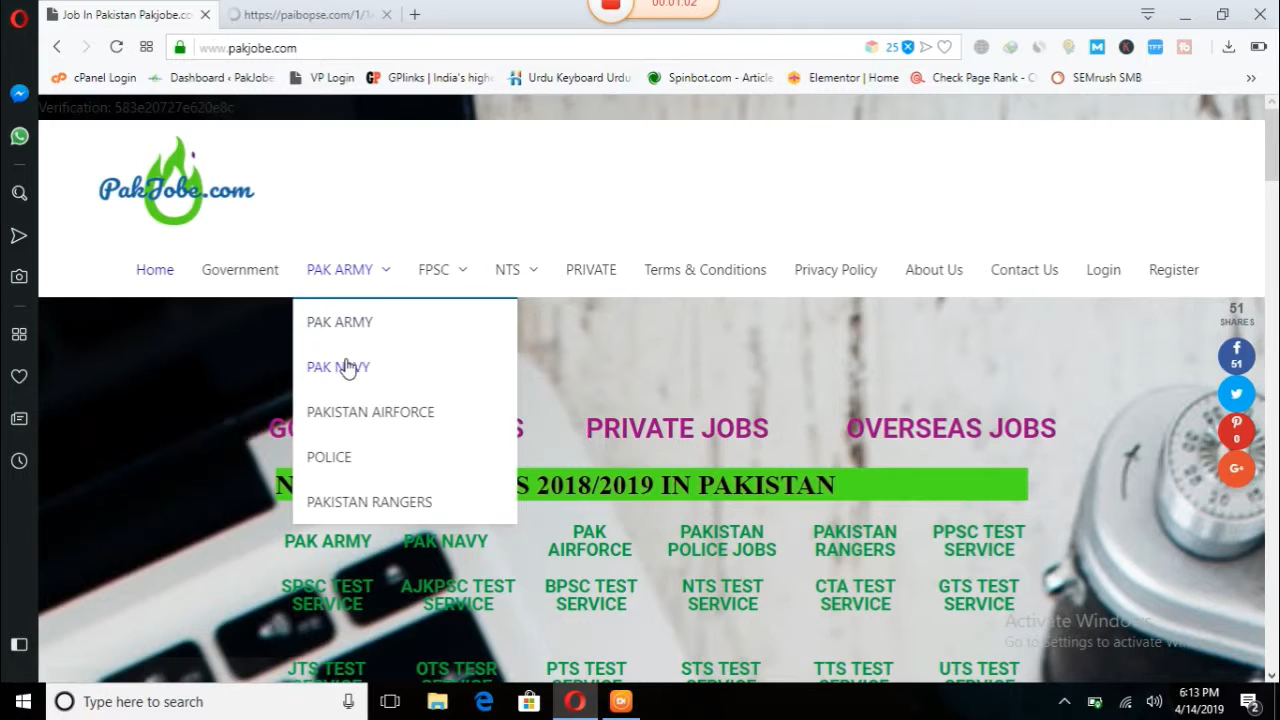 00:01:02
Job In Pakistan Pakjobe.co
https://paibopse.com/1/1
www.pakjobe.com
25
cPanel Login
Dashboard ‹ PakJobe
VP Login
GPlinks | India's highe
Urdu Keyboard Urdu
Spinbot.com - Article
Elementor | Home
Check Page Rank - C
SEMrush SMB
Verification: 583e20727e620e8c
PakJobe.com
Home
Government
PAK ARMY
FPSC
NTS
PRIVATE
Terms & Conditions
Privacy Policy
About Us
Contact Us
Login
Register
PAK ARMY
PAK NAVY
PAKISTAN AIRFORCE
POLICE
PAKISTAN RANGERS
51
SHARES
51
0
G+
PRIVATE JOBS
OVERSEAS JOBS
S 2018/2019 IN PAKISTAN
PAK ARMY
PAK NAVY
PAK
AIRFORCE
PAKISTAN
POLICE JOBS
PAKISTAN
RANGERS
PPSC TEST
SERVICE
SPSC TEST
SERVICE
AJKPSC TEST
SERVICE
BPSC TEST
SERVICE
NTS TEST
SERVICE
CTA TEST
SERVICE
GTS TEST
SERVICE
JTS TEST
OTS TESR
PTS TEST
STS TEST
TTS TEST
UTS TEST
Activate Windows
Go to Settings to activate Wi
Type here to search
6:13 PM
4/14/2019
2